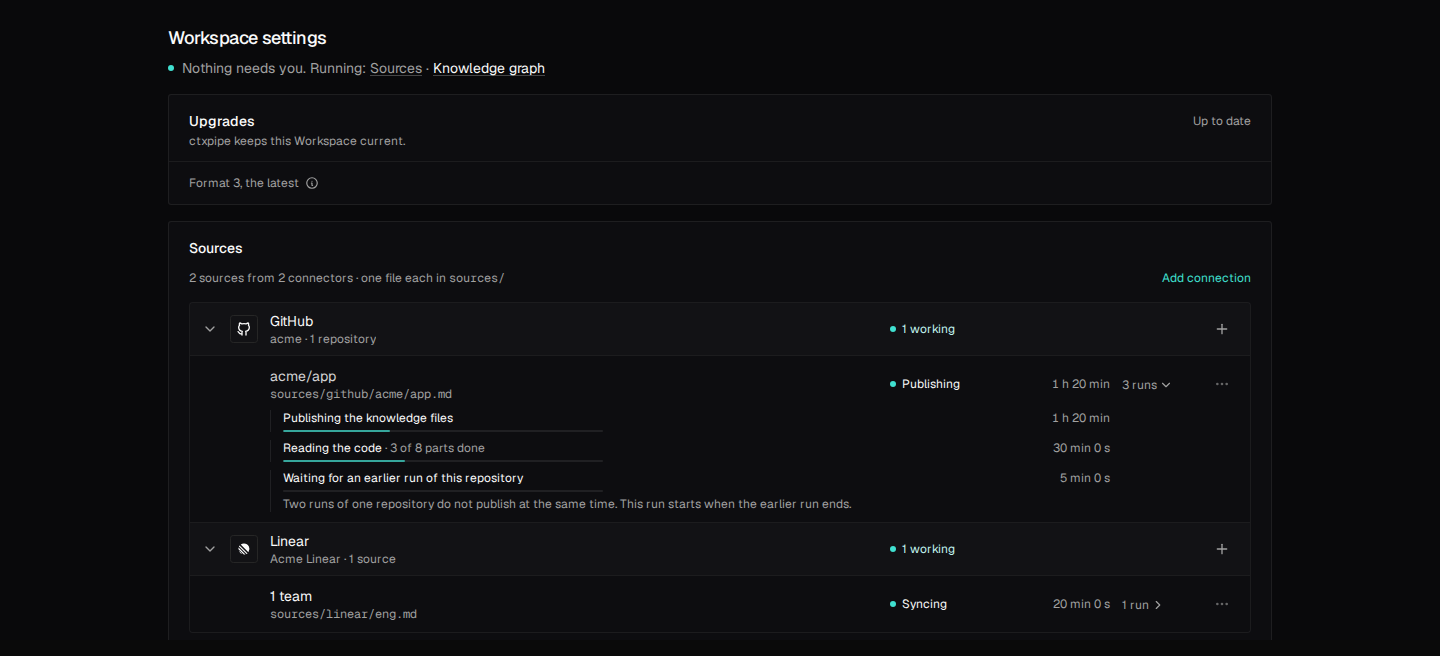 Workspace settings
Nothing needs you. Running: Sources · Knowledge graph
Upgrades
Up to date
ctxpipe keeps this Workspace current.
Format 3, the latest
Sources
2 sources from 2 connectors · one file each in sources/
Add connection
GitHub
acme · 1 repository
1 working
acme/app
sources/github/acme/app.md
Publishing
1 h 20 min
3 runs
Publishing the knowledge files
1 h 20 min
Reading the code · 3 of 8 parts done
30 min 0 s
Waiting for an earlier run of this repository
5 min 0 s
Two runs of one repository do not publish at the same time. This run starts when the earlier run ends.
Linear
Acme Linear · 1 source
1 working
1 team
sources/linear/eng.md
Syncing
20 min 0 s
1 run